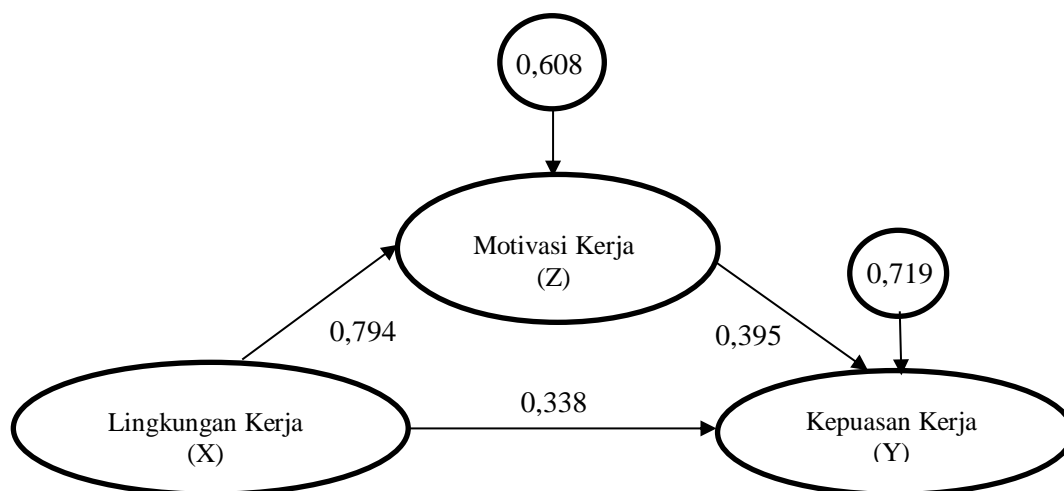 0,608
Motivasi Kerja
(Z)
0,719
0,794
0,395
Lingkungan Kerja
(X)
0,338
Kepuasan Kerja
(Y)